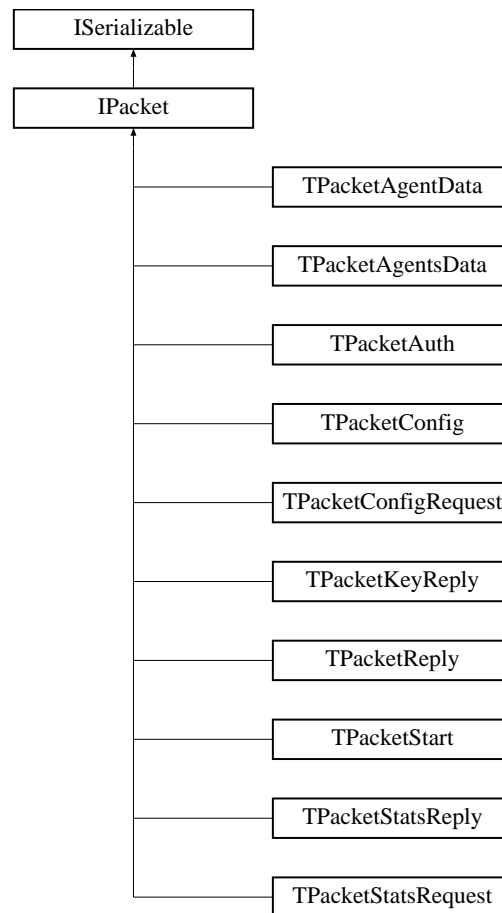 ISerializable
IPacket
TPacketAgentData
TPacketAgentsData
TPacketAuth
TPacketConfig
TPacketConfigRequest
TPacketKeyReply
TPacketReply
TPacketStart
TPacketStatsReply
TPacketStatsRequest